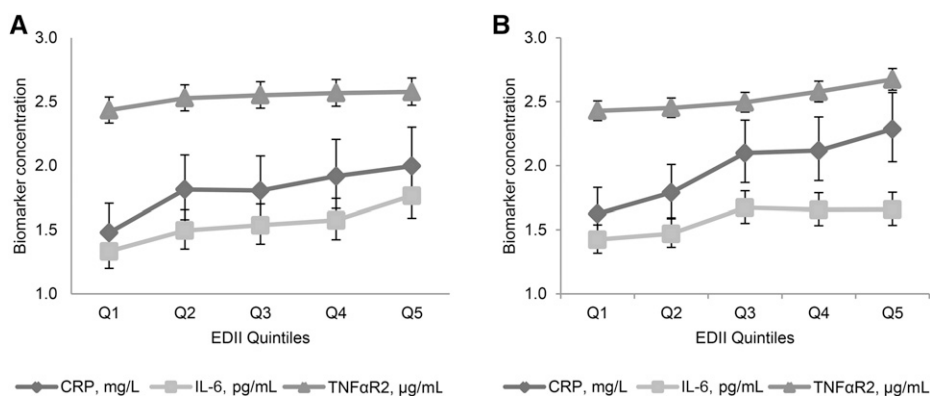 A
B
3.0
2.5
2.0
1.5
1.0
Biomarker concentration
Q1 Q2 Q3 Q4 Q5
EDII Quintiles
CRP, mg/L IL-6, pg/mL TNFαR2, µg/mL
3.0
2.5
2.0
1.5
1.0
Biomarker concentration
Q1 Q2 Q3 Q4 Q5
EDII Quintiles
CRP, mg/L IL-6, pg/mL TNFαR2, µg/mL